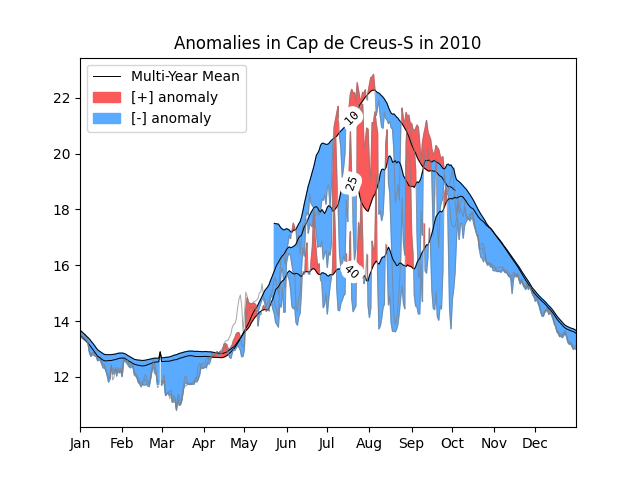 Anomalies in Cap de Creus-S in 2010
Multi-Year Mean
[+] anomaly
[-] anomaly
22
20
18
16
14
12
10
25
40
Jan Feb Mar Apr May Jun Jul Aug Sep Oct Nov Dec